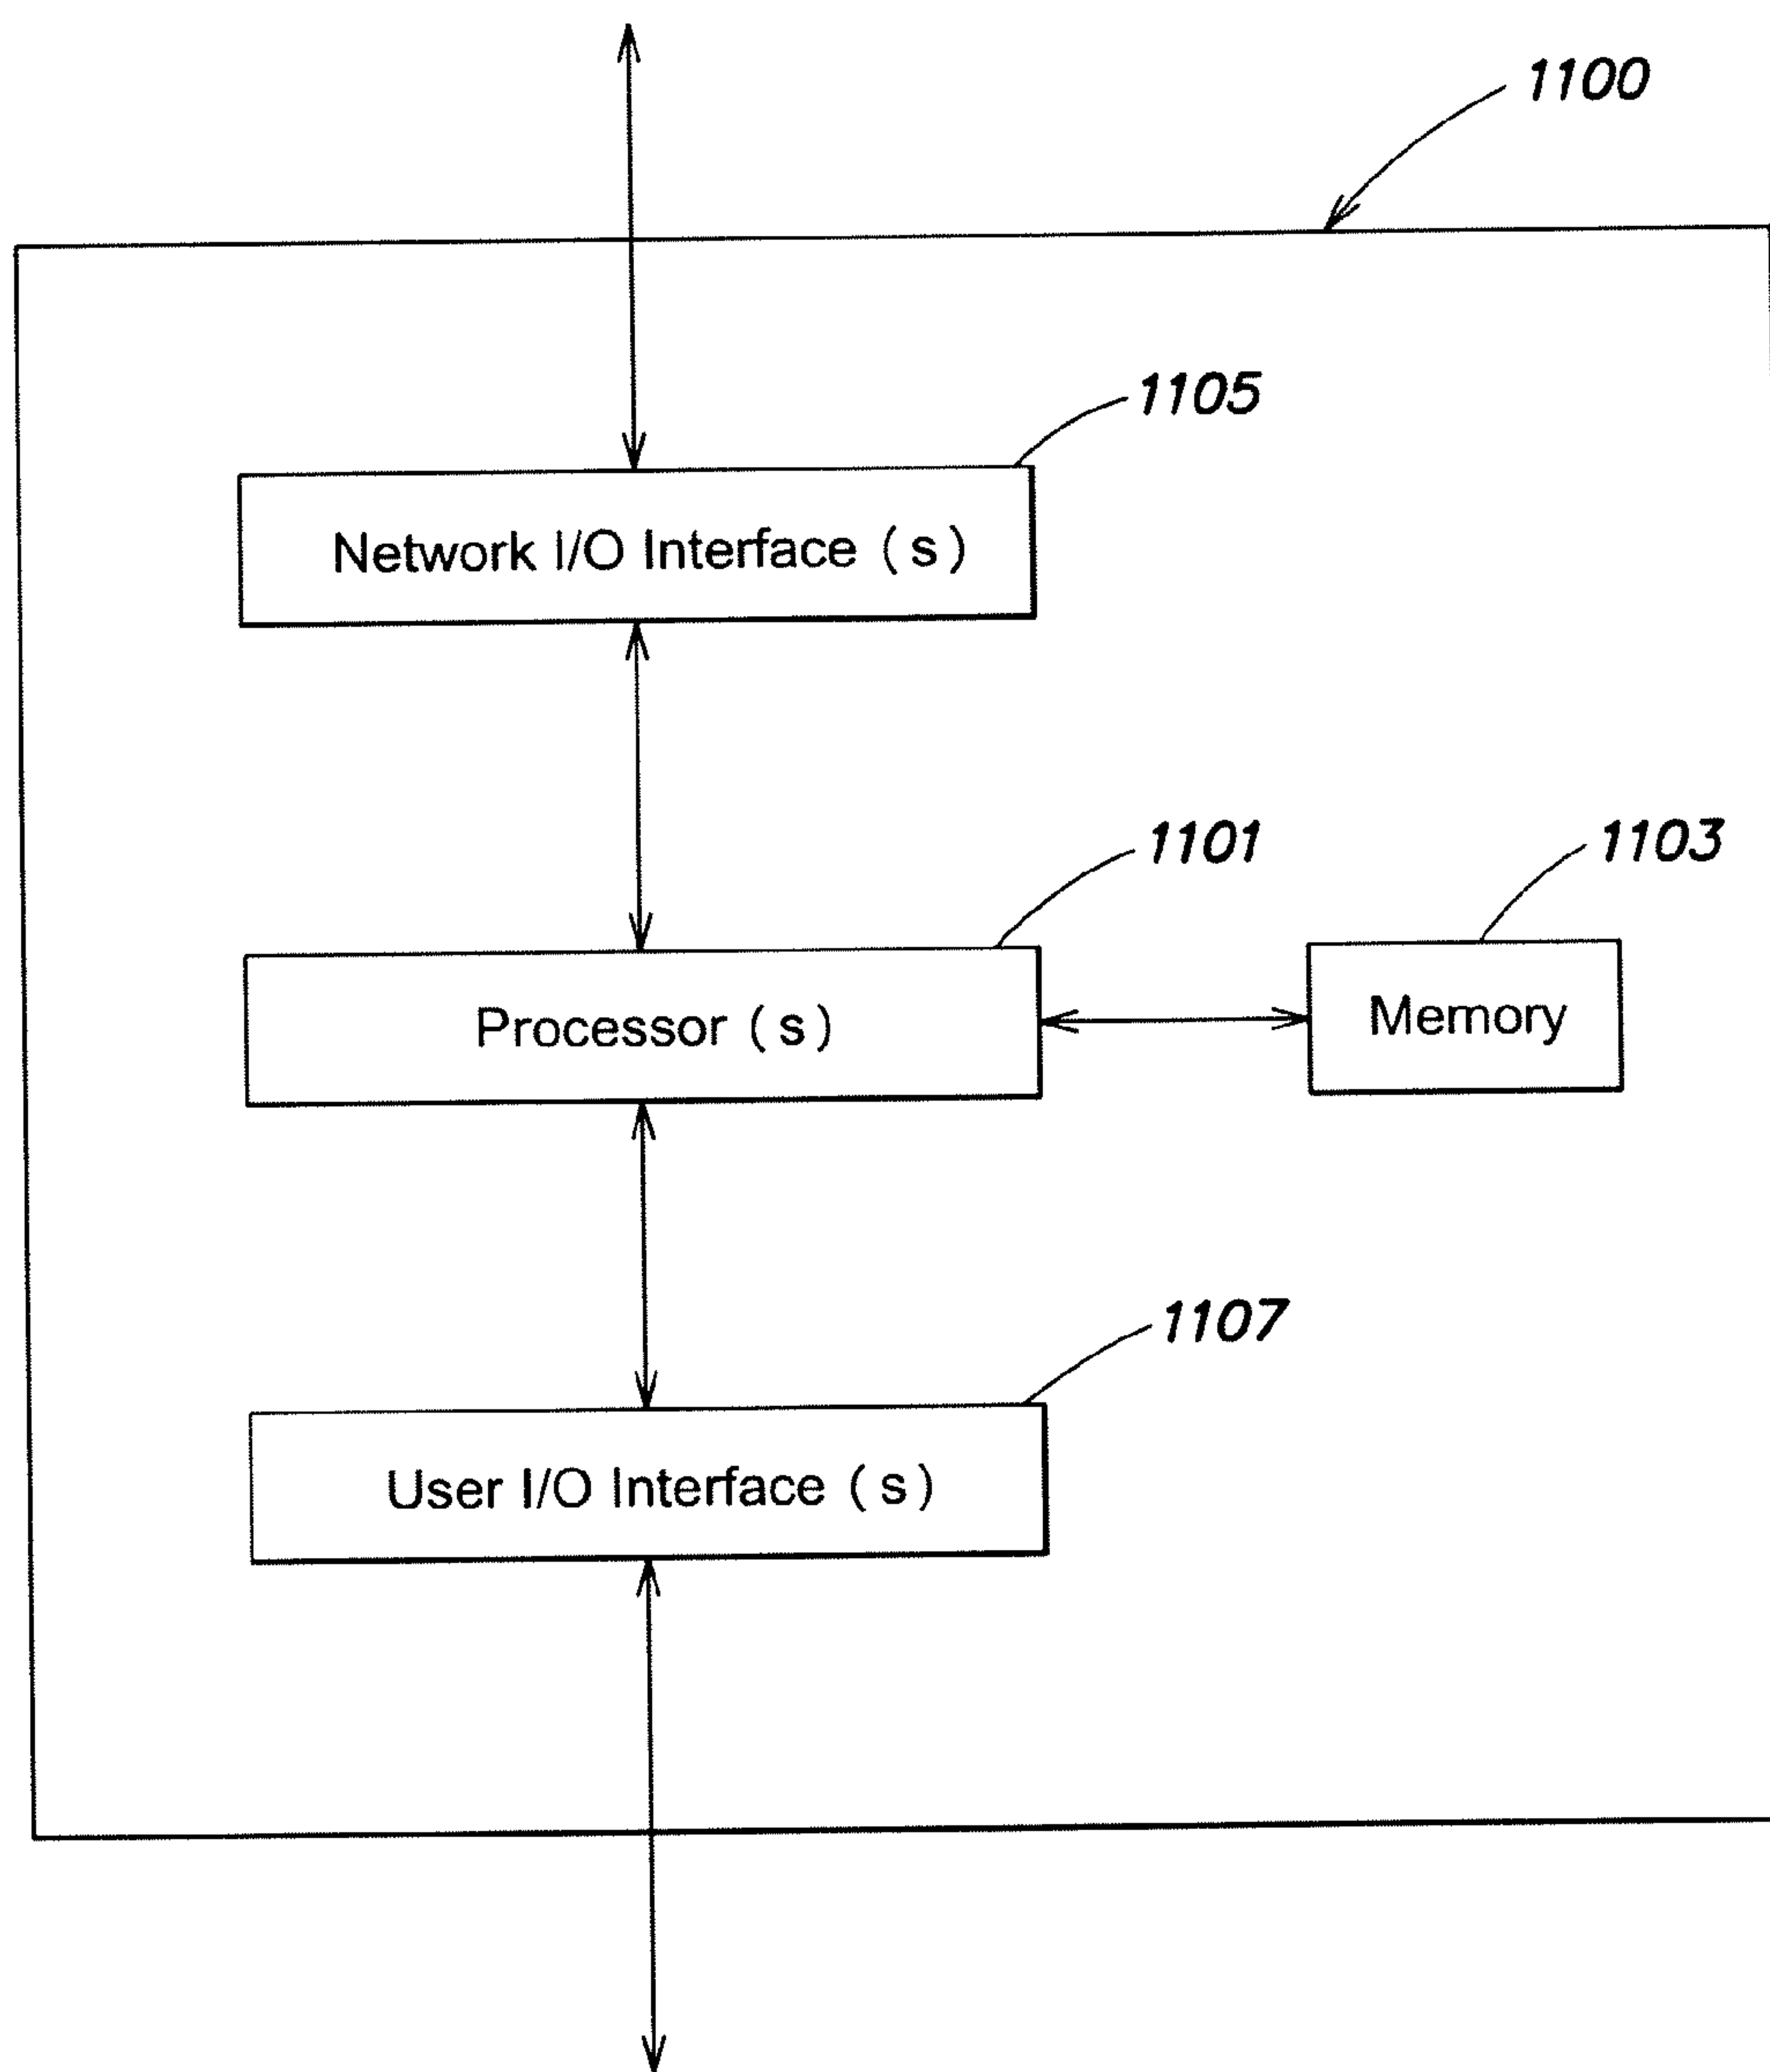 1100
1105
Network I/O Interface (s)
1101
1103
Processor (s)
Memory
1107
User I/O Interface (s)